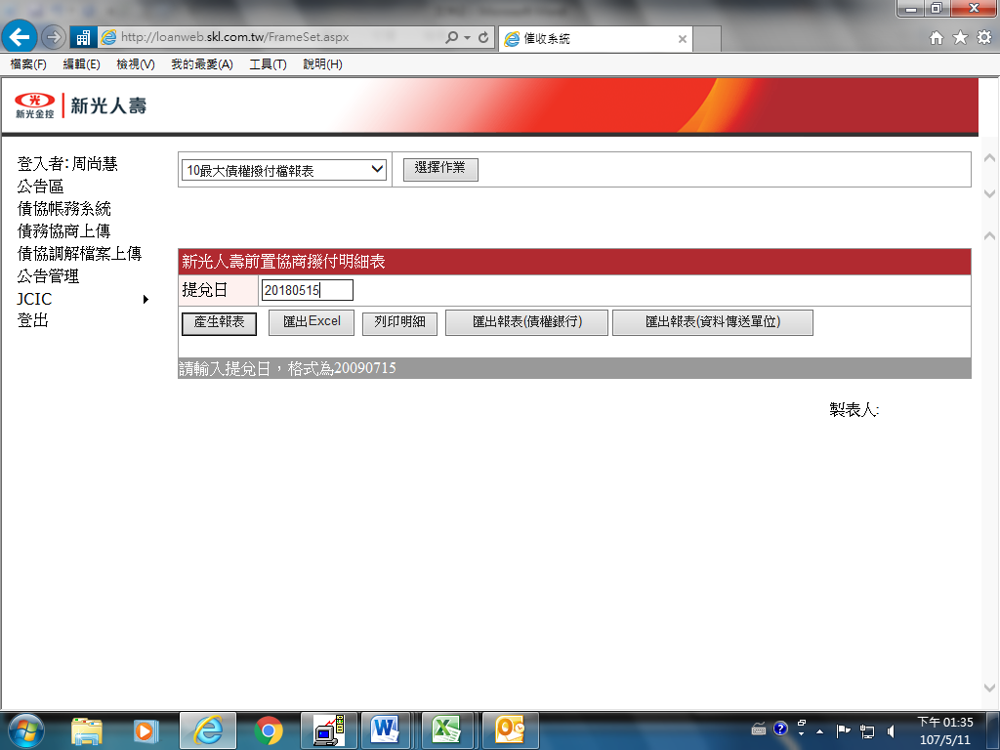 http://loanweb.skl.com.tw/FrameSet.aspx
催收系統
檔案(F) 編輯(E) 檢視(V) 我的最愛(A) 工具(T) 說明(H)
新光金控 新光人壽
登入者: 周尚慧
公告區
債協帳務系統
債務協商上傳
債協調解檔案上傳
公告管理
JCIC
登出
10最大債權撥付檔報表 選擇作業
新光人壽前置協商撥付明細表
提兌日 20180515
產生報表 匯出Excel 列印明細 匯出報表(債權銀行) 匯出報表(資料傳送單位)
請輸入提兌日，格式為20090715
製表人:
下午 01:35
107/5/11